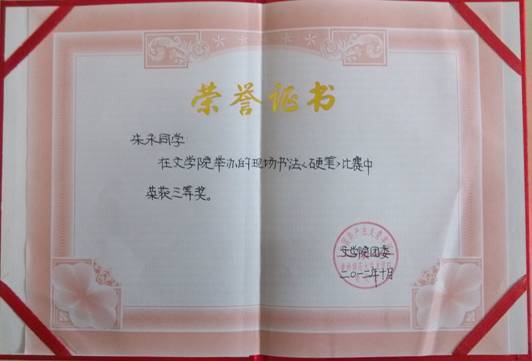 荣誉证书
朱永同学:
在文学院举办的现场书法《硬笔》比赛中
荣获三等奖。
文学院团委
二〇一二年十月